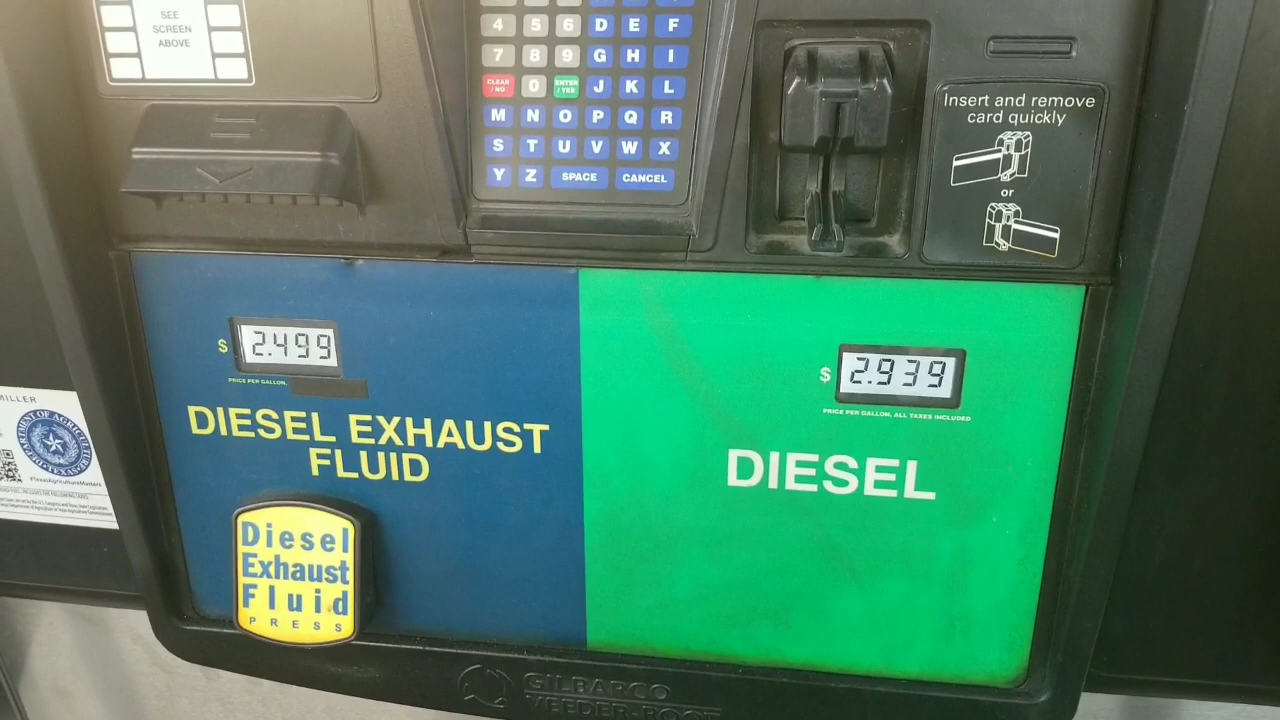 SEE
SCREEN
ABOVE
4 5 6 D E F
7 8 9 G H I
CLEAR / NO 0 ENTER / YES J K L
M N O P Q R
S T U V W X
Y Z SPACE CANCEL
Insert and remove
card quickly
or
$ 2.499
PRICE PER GALLON,
DIESEL EXHAUST
FLUID
Diesel
Exhaust
Fluid
PRESS
$ 2.939
PRICE PER GALLON, ALL TAXES INCLUDED
DIESEL
MILLER
#TexasAgricultureMatters
GILBARCO
VEEDER-ROOT